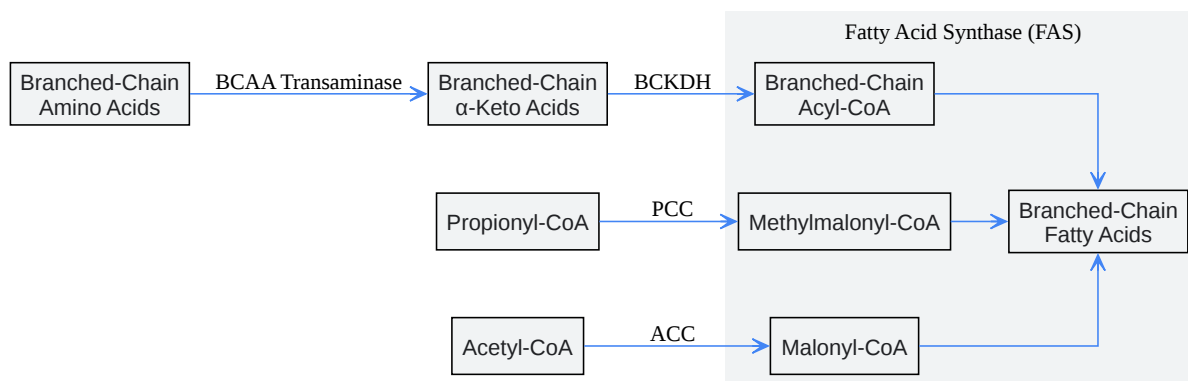 Fatty Acid Synthase (FAS)
Branched-Chain
Amino Acids
BCAA Transaminase
Branched-Chain
α-Keto Acids
BCKDH
Branched-Chain
Acyl-CoA
Propionyl-CoA
PCC
Methylmalonyl-CoA
Branched-Chain
Fatty Acids
Acetyl-CoA
ACC
Malonyl-CoA